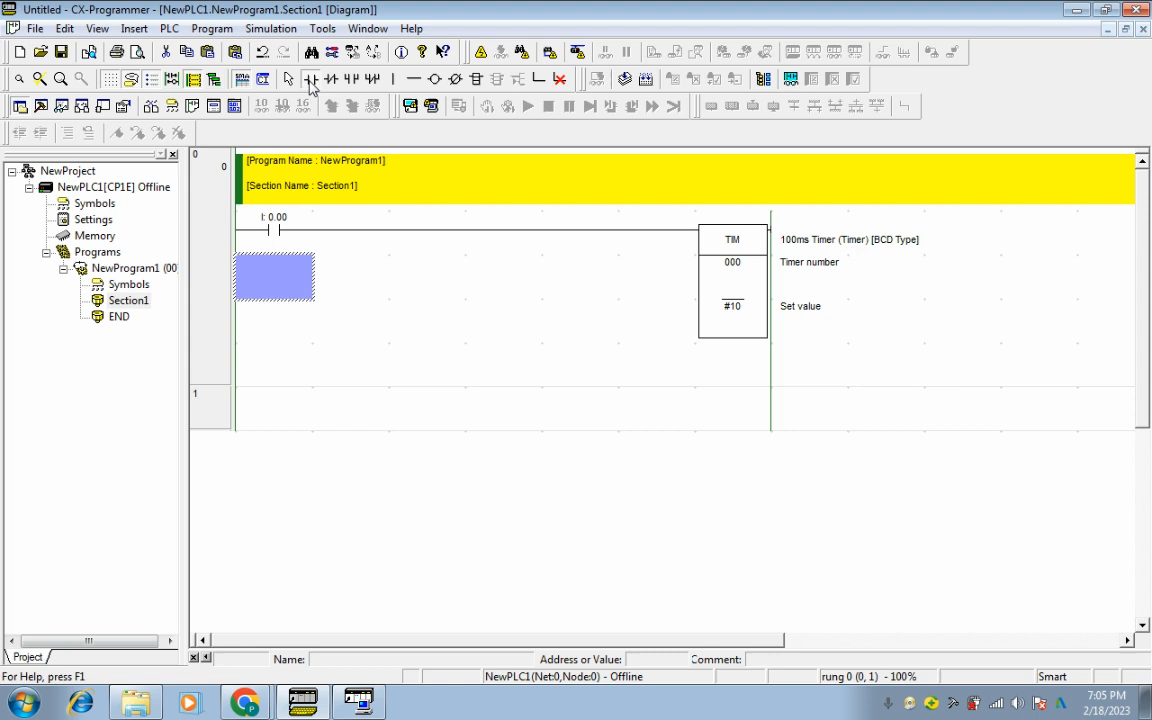 Untitled - CX-Programmer - [NewPLC1.NewProgram1.Section1 [Diagram]]
File Edit View Insert PLC Program Simulation Tools Window Help
10 10 16
NewProject
NewPLC1[CP1E] Offline
Symbols
Settings
Memory
Programs
NewProgram1 (00
Symbols
Section1
END
Project
0
0
[Program Name : NewProgram1]
[Section Name : Section1]
I: 0.00
TIM
100ms Timer (Timer) [BCD Type]
000
Timer number
#10
Set value
1
Name:
Address or Value:
Comment:
For Help, press F1
NewPLC1(Net:0,Node:0) - Offline
rung 0 (0, 1) - 100%
Smart
7:05 PM
2/18/2023